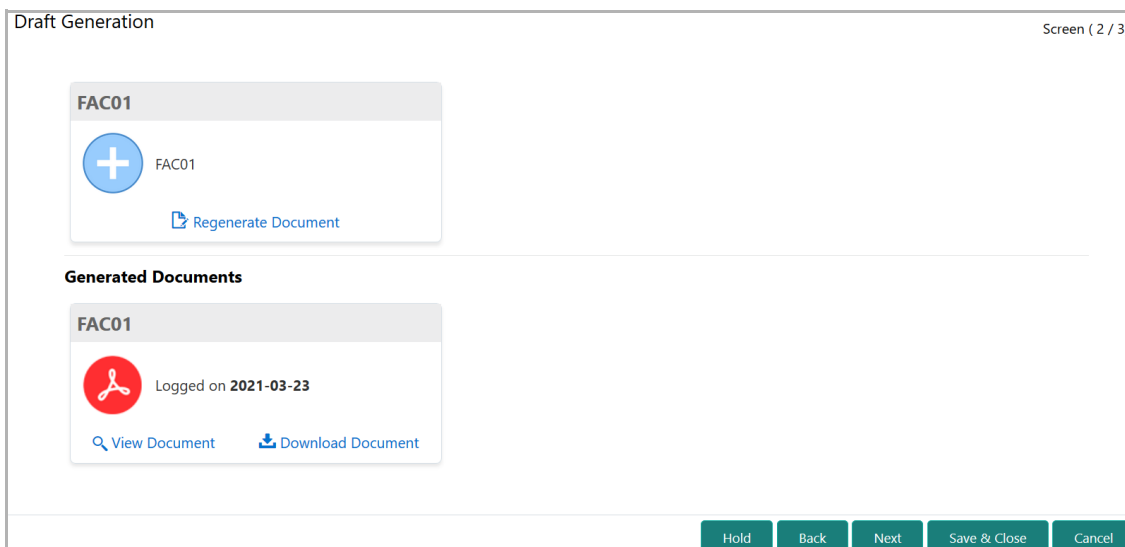 Draft Generation
Screen ( 2 / 3
FAC01
FAC01
Regenerate Document
Generated Documents
FAC01
Logged on 2021-03-23
View Document Download Document
Hold Back Next Save & Close Cancel